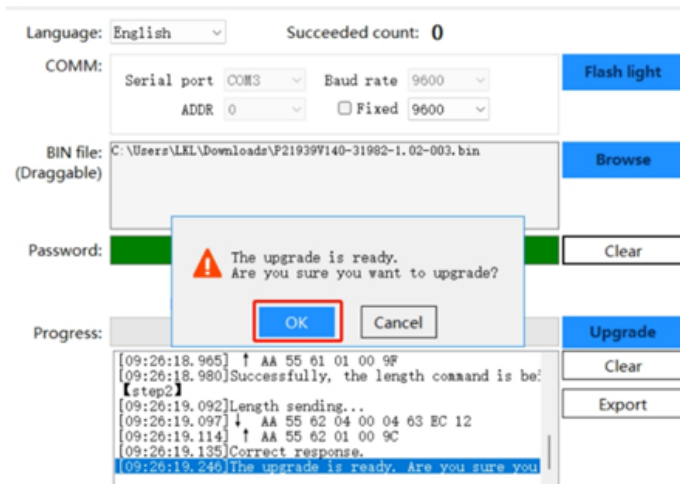 Language: English Succeeded count: 0
COMM:
Serial port COM3 Baud rate 9600 Flash light
ADDR 0 Fixed 9600
BIN file: C:\Users\LKL\Downloads\P21939V140-31982-1.02-003.bin Browse
(Draggable)
Password: Clear
The upgrade is ready.
Are you sure you want to upgrade?
OK Cancel
Progress: Upgrade
[09:26:18.965] ↑ AA 55 61 01 00 9F
[09:26:18.980]Successfully, the length command is bei
【step2】
[09:26:19.092]Length sending...
[09:26:19.097]↓ AA 55 62 04 00 04 63 EC 12
[09:26:19.114] ↑ AA 55 62 01 00 9C
[09:26:19.135]Correct response.
[09:26:19.246]The upgrade is ready. Are you sure you
Clear
Export